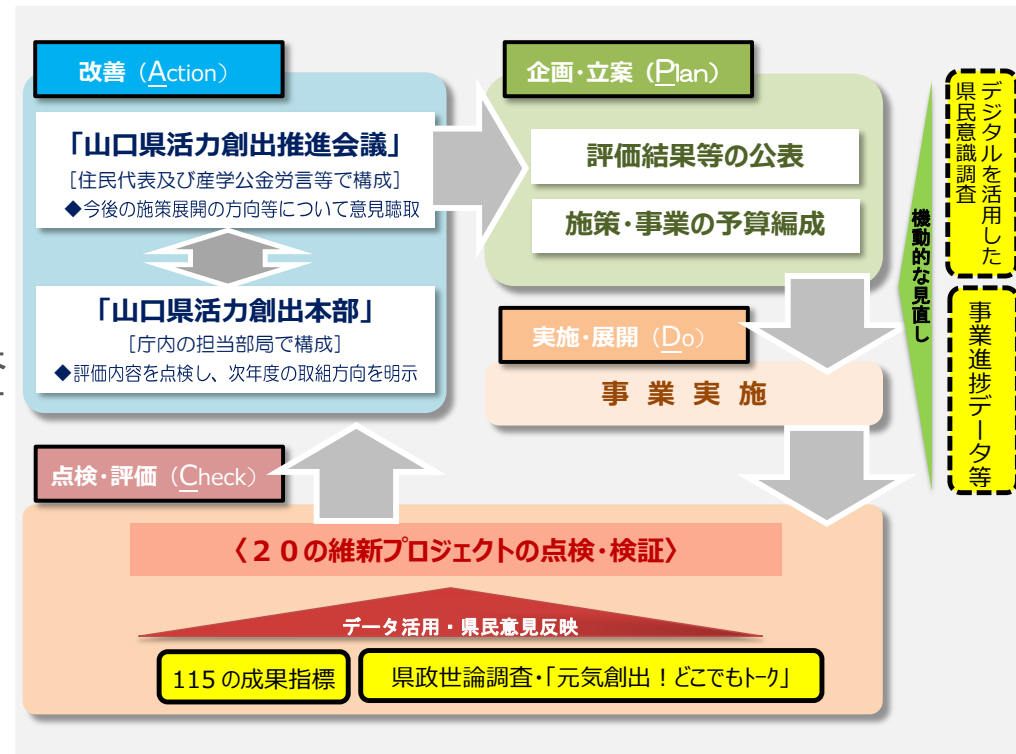 改善（Action）
「山口県活力創出推進会議」
［住民代表及び産学公金労言等で構成］
◆今後の施策展開の方向等について意見聴取
「山口県活力創出本部」
［庁内の担当部局で構成］
◆評価内容を点検し、次年度の取組方向を明示
企画・立案（Plan）
評価結果等の公表
施策・事業の予算編成
実施・展開（Do）
事業実施
点検・評価（Check）
〈２０の維新プロジェクトの点検・検証〉
データ活用・県民意見反映
115の成果指標
県政世論調査・「元気創出！どこでもﾄｰｸ」
機動的な見直し
デジタルを活用した
県民意識調査
事業進捗データ等